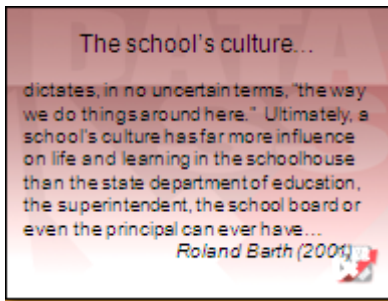 The school's culture...
dictates, in no uncertain terms, "the way
we do things around here." Ultimately, a
school's culture has far more influence
on life and learning in the schoolhouse
than the state department of education,
the superintendent, the school board or
even the principal can ever have...
Roland Barth (2001)
DATA